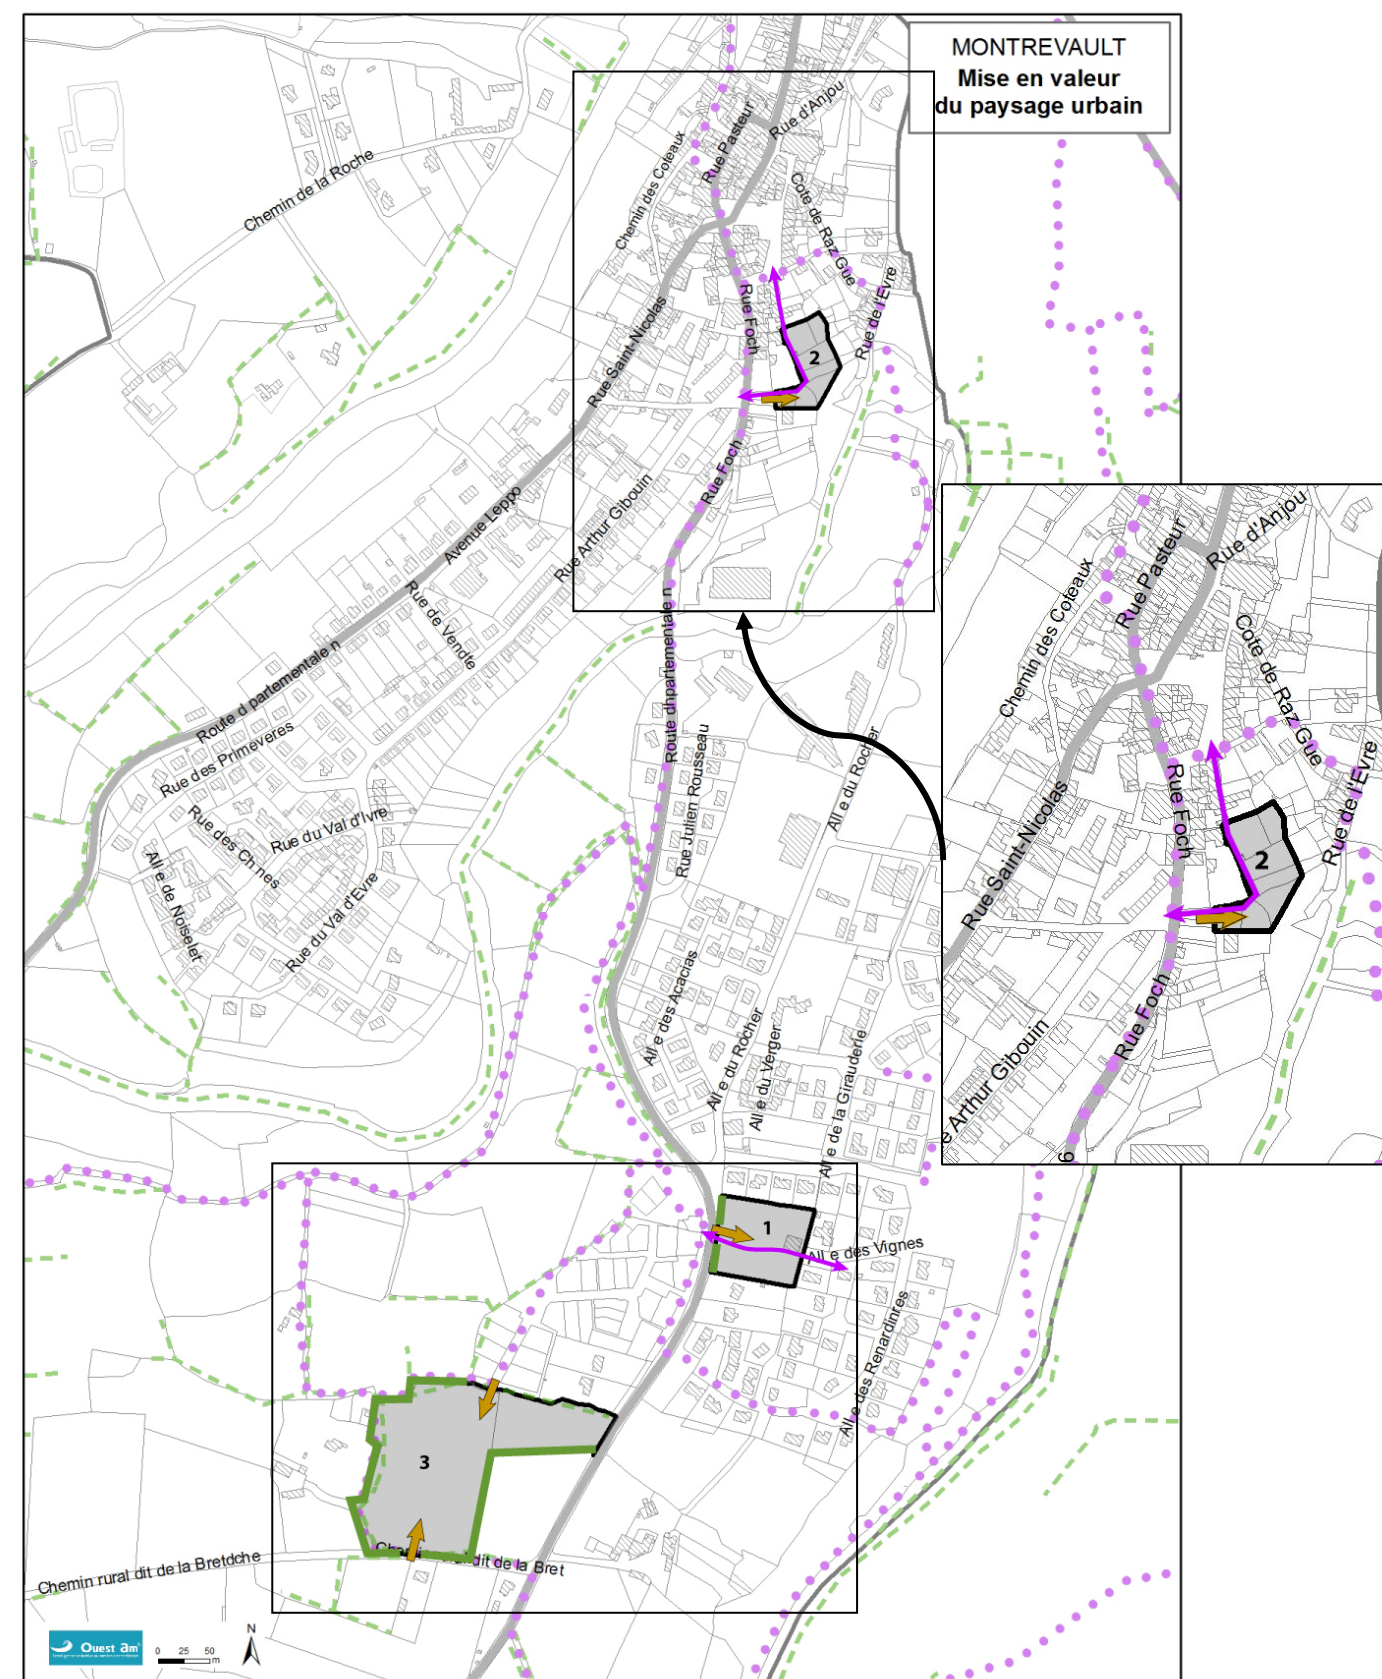 MONTREVAULT
Mise en valeur
du paysage urbain
Rue d'Anjou
Rue Pasteur
Chemin des Coteaux
Chemin de la Roche
Cote de Raz Gue
Rue de l'Evre
Rue Foch
Rue Saint-Nicolas
2
Rue Foch
Avenue Leppo
Rue Arthur Gibouin
Rue de Vendte
Route d partementale n
Rue des Primeveres
Rue des Chnes
Rue du Val d'Ivre
All e de Noiselet
Rue du Val d'Evre
Route dhpartementale n
Rue Julien Rousseau
All e du Rocher
All e des Acacias
All e du Rocher
All e du Verger
All e de la Girauderie
1
All e des Vignes
All e des Renardinres
3
Chemin rural dit de la Bretdche
dit de la Bret
Rue d'Anjou
Rue Pasteur
Chemin des Coteaux
Cote de Raz Gue
Rue de l'Evre
Rue Foch
Rue Saint-Nicolas
2
Rue Foch
e Arthur Gibouin
6
Ouest am'
0 25 50
m
N